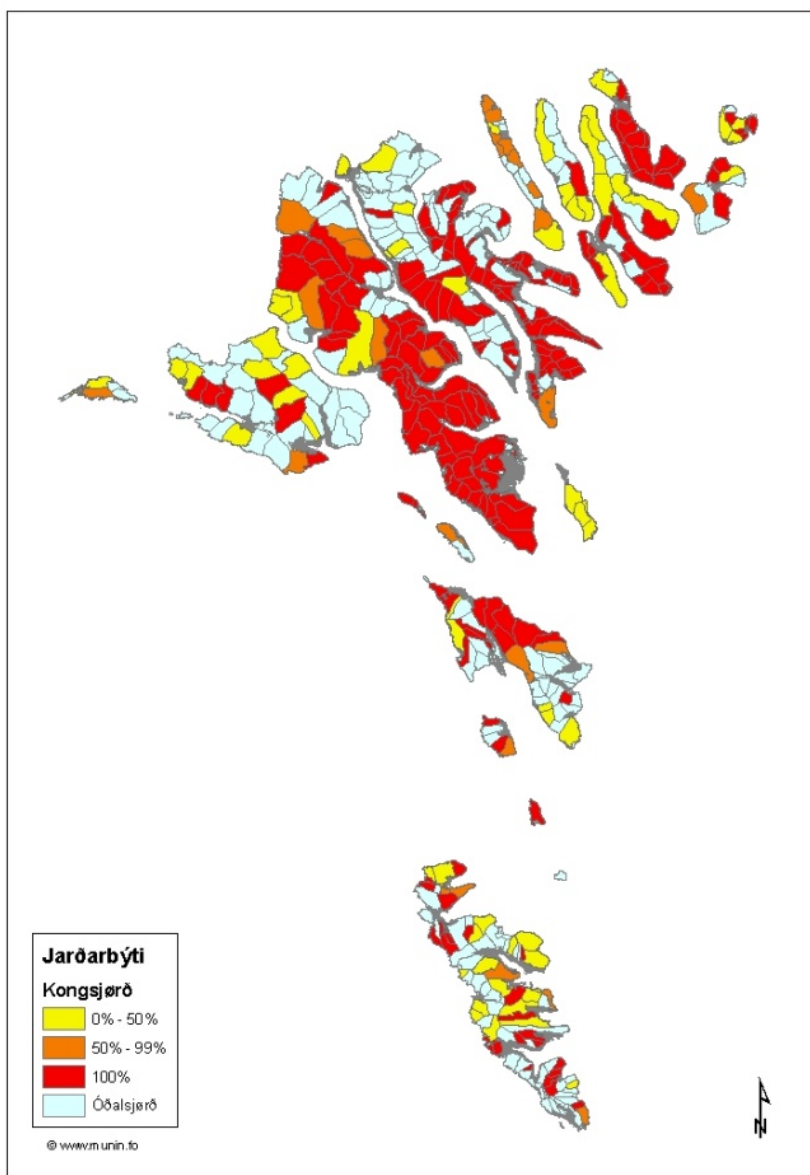 Jarðarbýti
Kongsjørð
0% - 50%
50% - 99%
100%
Óðalsjørð
© www.munin.fo
N